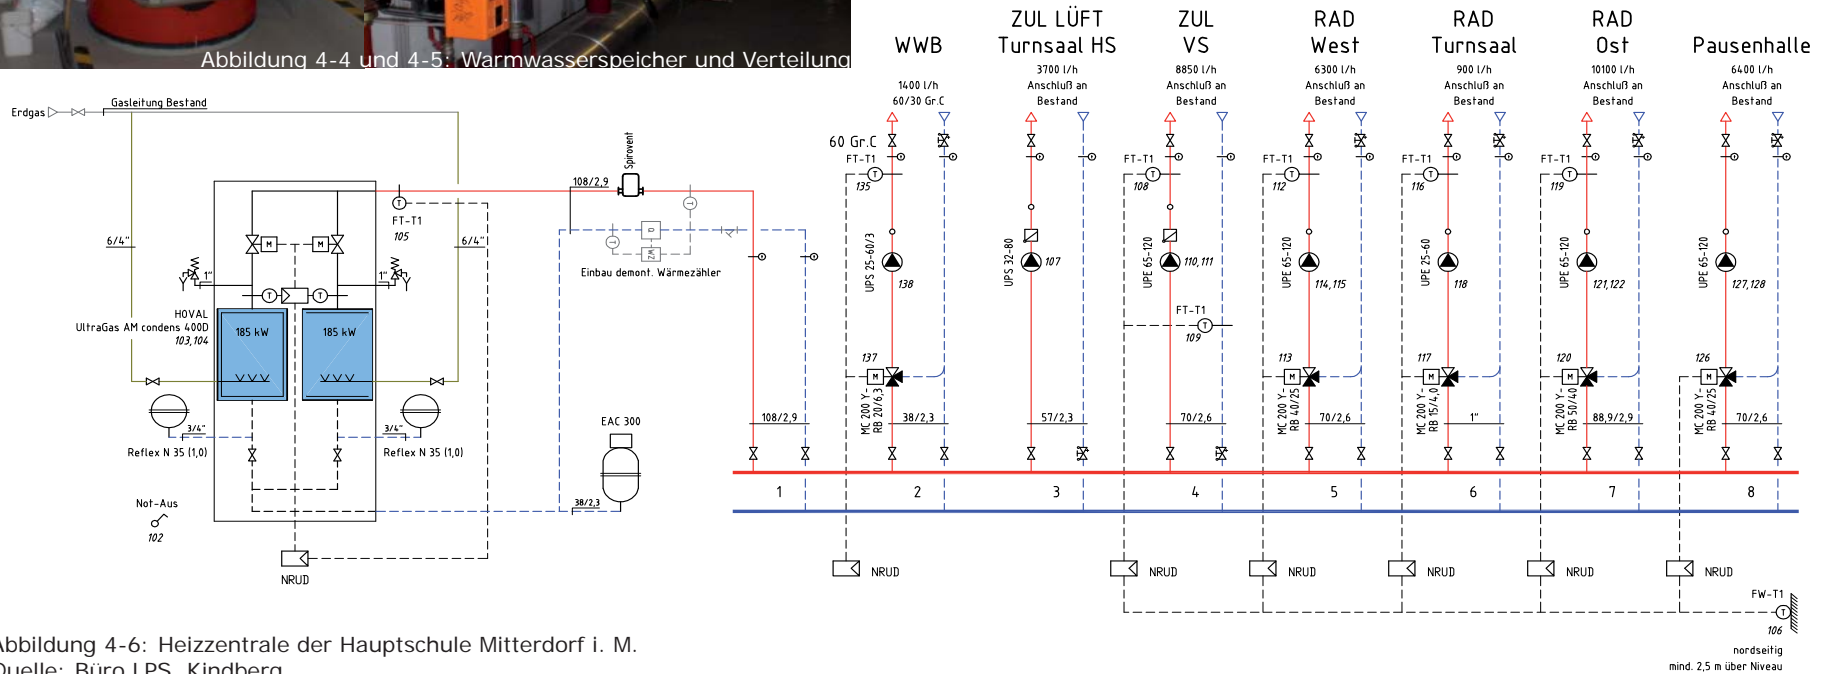 Abbildung 4-4 und 4-5: Warmwasserspeicher und Verteilung
WWB
1400 l/h
60/30 Gr.C
ZUL LÜFT
Turnsaal HS
3700 l/h
Anschluß an
Bestand
ZUL
VS
8850 l/h
Anschluß an
Bestand
RAD
West
6300 l/h
Anschluß an
Bestand
RAD
Turnsaal
900 l/h
Anschluß an
Bestand
RAD
Ost
10100 l/h
Anschluß an
Bestand
Pausenhalle
6400 l/h
Anschluß an
Bestand
Erdgas
Gasleitung Bestand
6/4"
6/4"
M
M
1"
1"
T
T
T
FT-T1
105
HOVAL
UltraGas AM condens 400D
103,104
185 kW
185 kW
3/4"
3/4"
Reflex N 35 (1,0)
Reflex N 35 (1,0)
Not-Aus
102
NRUD
108/2,9
Spirovent
T
T
Q
WZ
Einbau demont. Wärmezähler
EAC 300
38/2,3
108/2,9
60 Gr.C
FT-T1
T
135
UPS 25-60/3
138
137
M
MC 200 Y-
RB 20/6,3
38/2,3
UPS 32-80
107
57/2,3
FT-T1
T
108
UPE 65-120
110,111
FT-T1
T
109
70/2,6
FT-T1
T
112
UPE 65-120
114,115
113
M
MC 200 Y-
RB 40/25
70/2,6
FT-T1
T
116
UPE 25-60
118
117
M
MC 200 Y-
RB 15/4,0
1"
FT-T1
T
119
UPE 65-120
121,122
120
M
MC 200 Y-
RB 50/40
88,9/2,9
UPE 65-120
127,128
126
M
MC 200 Y-
RB 40/25
70/2,6
1
2
3
4
5
6
7
8
NRUD
NRUD
NRUD
NRUD
NRUD
NRUD
FW-T1
T
106
nordseitig
mind. 2,5 m über Niveau
Abbildung 4-6: Heizzentrale der Hauptschule Mitterdorf i. M.
Quelle: Büro LPS, Kindberg